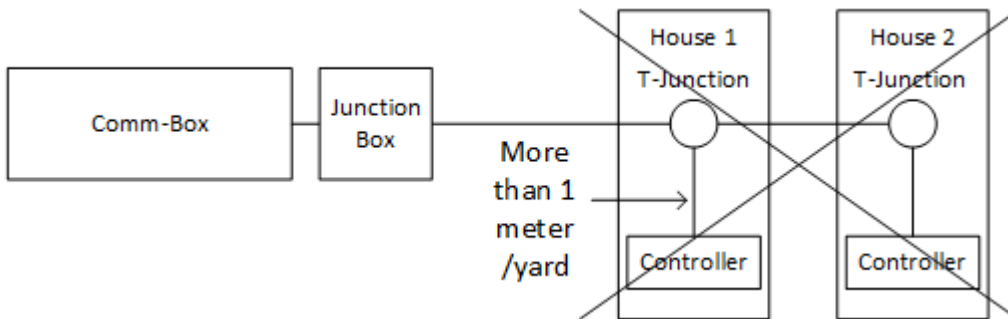 House 1
House 2
T-Junction
T-Junction
Comm-Box
Junction
Box
More
than 1
meter
/yard
Controller
Controller